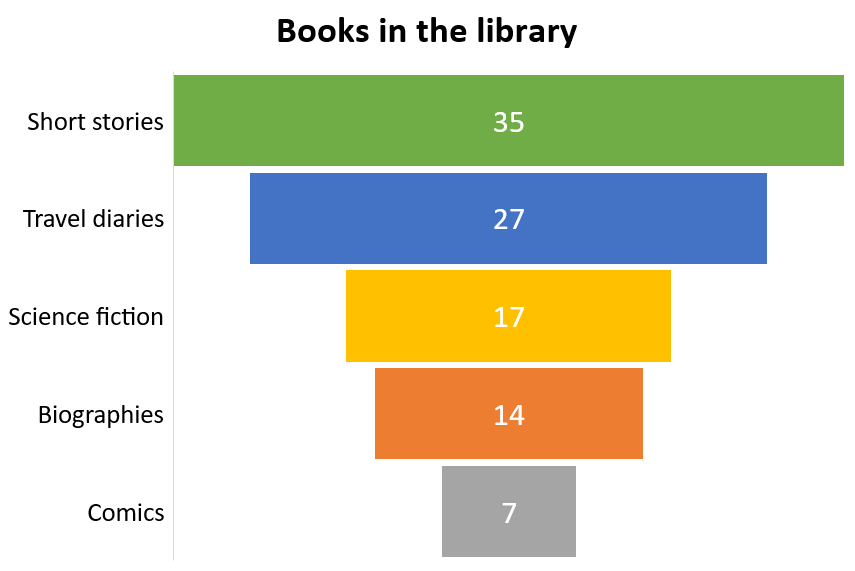 Books in the library
Short stories
35
Travel diaries
27
Science fiction
17
Biographies
14
Comics
7